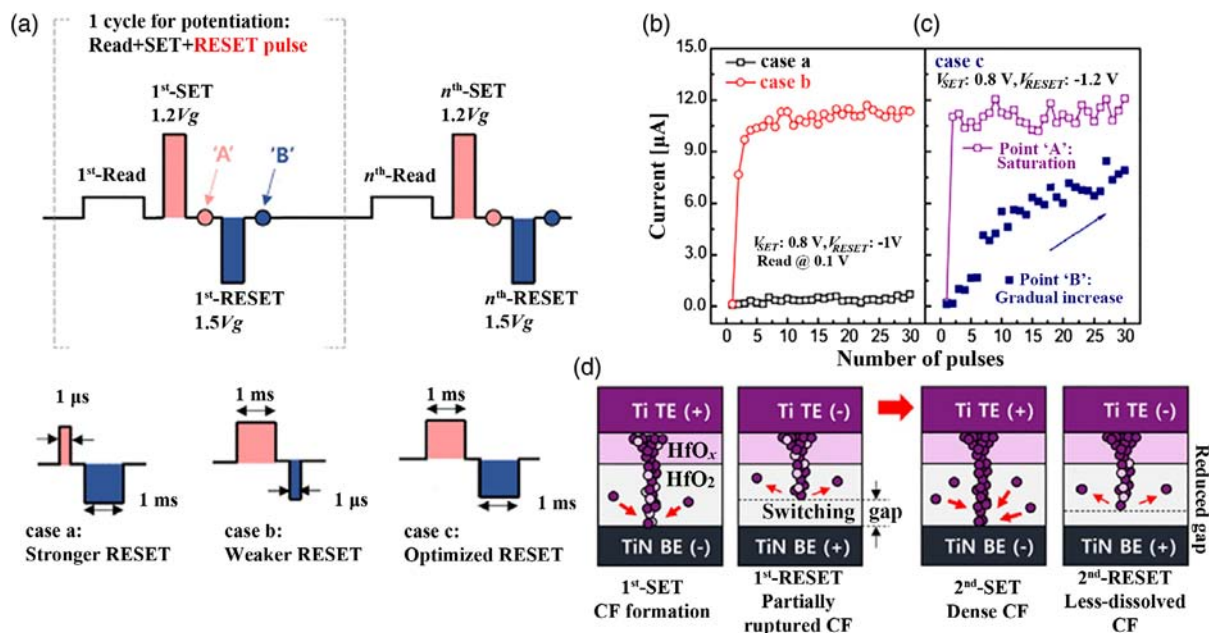 (a)
1 cycle for potentiation:
Read+SET+RESET pulse
1st-SET
1.2Vg
nth-SET
1.2Vg
'A'
'B'
1st-Read
nth-Read
1st-RESET
1.5Vg
nth-RESET
1.5Vg
1 μs
1 ms
1 ms
1 ms
1 μs
1 ms
case a:
Stronger RESET
case b:
Weaker RESET
case c:
Optimized RESET
(b)
15.0
12.0
9.0
6.0
3.0
0.0
Current [μA]
case a
case b
VSET: 0.8 V, VRESET: -1V
Read @ 0.1 V
0 5 10 15 20 25 30
(c)
case c
VSET: 0.8 V, VRESET: -1.2 V
Point 'A':
Saturation
Point 'B':
Gradual increase
0 5 10 15 20 25 30
Number of pulses
(d)
Ti TE (+)
HfOx
HfO2
TiN BE (-)
1st-SET
CF formation
Ti TE (-)
Switching gap
TiN BE (+)
1st-RESET
Partially
ruptured CF
Ti TE (+)
TiN BE (-)
2nd-SET
Dense CF
Ti TE (-)
TiN BE (+)
2nd-RESET
Less-dissolved
CF
Reduced gap